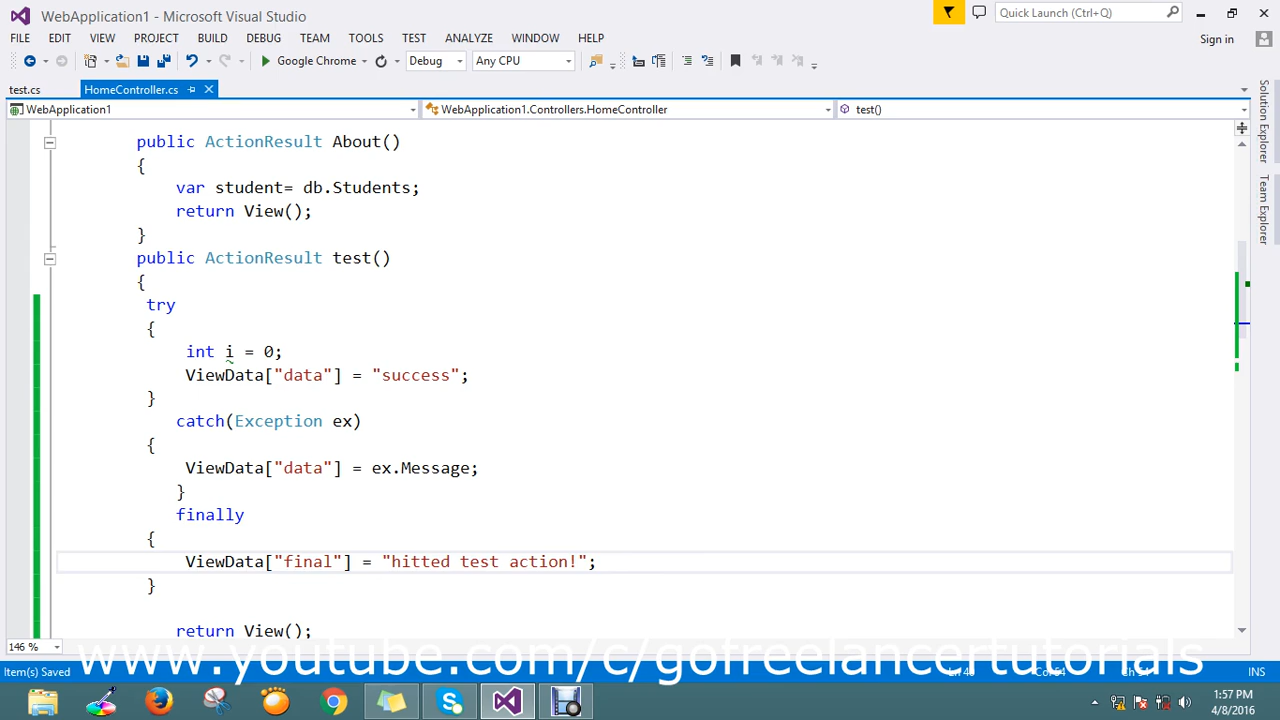 WebApplication1 - Microsoft Visual Studio
Quick Launch (Ctrl+Q)
FILE EDIT VIEW PROJECT BUILD DEBUG TEAM TOOLS TEST ANALYZE WINDOW HELP
Sign in
Google Chrome Debug Any CPU
test.cs HomeController.cs
WebApplication1 WebApplication1.Controllers.HomeController test()
public ActionResult About()
{
var student= db.Students;
return View();
}
public ActionResult test()
{
try
{
int i = 0;
ViewData["data"] = "success";
}
catch(Exception ex)
{
ViewData["data"] = ex.Message;
}
finally
{
ViewData["final"] = "hitted test action!";
}
return View();
Solution Explorer
Team Explorer
146 %
www.youtube.com/c/gofreelancertutorials
Item(s) Saved INS
1:57 PM
4/8/2016